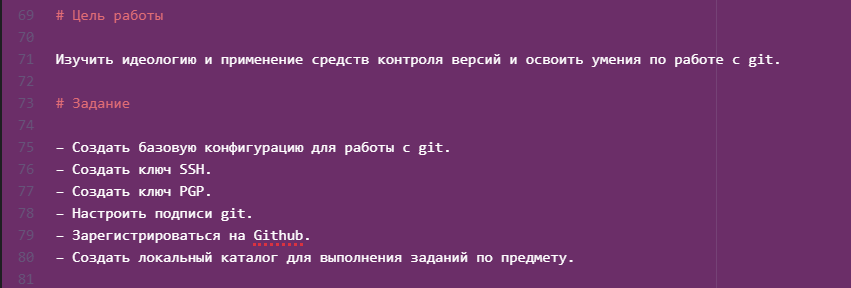 69 # Цель работы
70
71 Изучить идеологию и применение средств контроля версий и освоить умения по работе с git.
72
73 # Задание
74
75 - Создать базовую конфигурацию для работы с git.
76 - Создать ключ SSH.
77 - Создать ключ PGP.
78 - Настроить подписи git.
79 - Зарегистрироваться на Github.
80 - Создать локальный каталог для выполнения заданий по предмету.
81